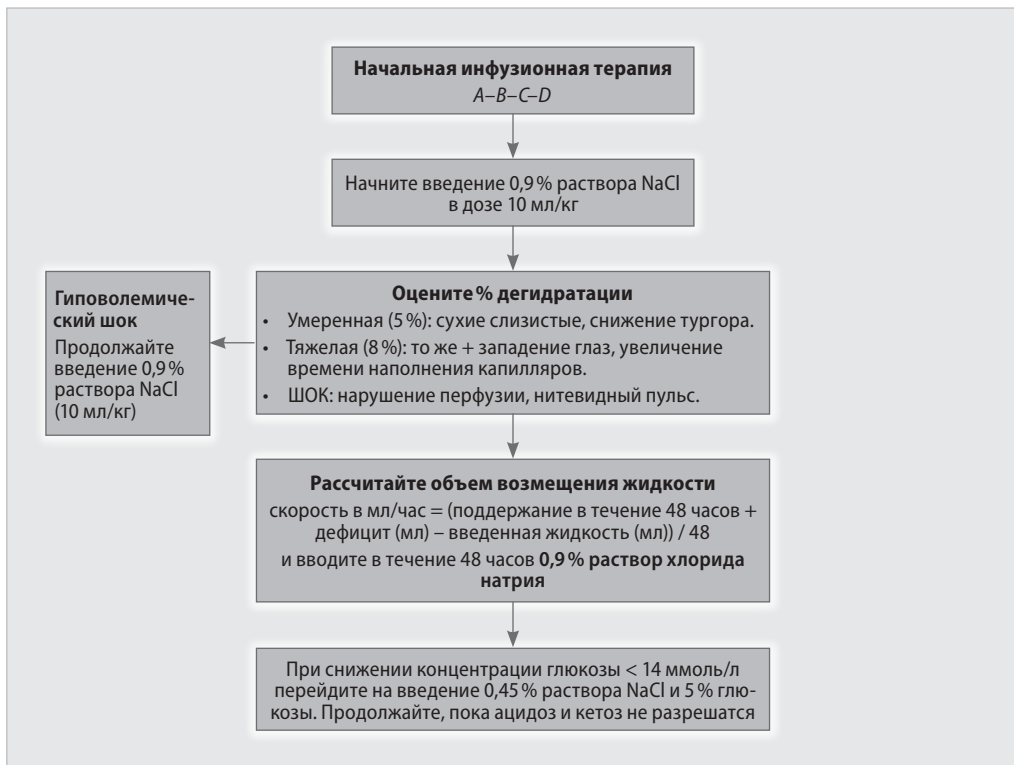 Начальная инфузионная терапия
A–B–C–D
Начните введение 0,9 % раствора NaCl
в дозе 10 мл/кг
Гиповолемиче-
ский шок
Продолжайте
введение 0,9 %
раствора NaCl
(10 мл/кг)
Оцените % дегидратации
• Умеренная (5 %): сухие слизистые, снижение тургора.
• Тяжелая (8 %): то же + западение глаз, увеличение
времени наполнения капилляров.
• ШОК: нарушение перфузии, нитевидный пульс.
Рассчитайте объем возмещения жидкости
скорость в мл/час = (поддержание в течение 48 часов +
дефицит (мл) – введенная жидкость (мл)) / 48
и вводите в течение 48 часов 0,9 % раствор хлорида
натрия
При снижении концентрации глюкозы < 14 ммоль/л
перейдите на введение 0,45 % раствора NaCl и 5 % глю-
козы. Продолжайте, пока ацидоз и кетоз не разрешатся